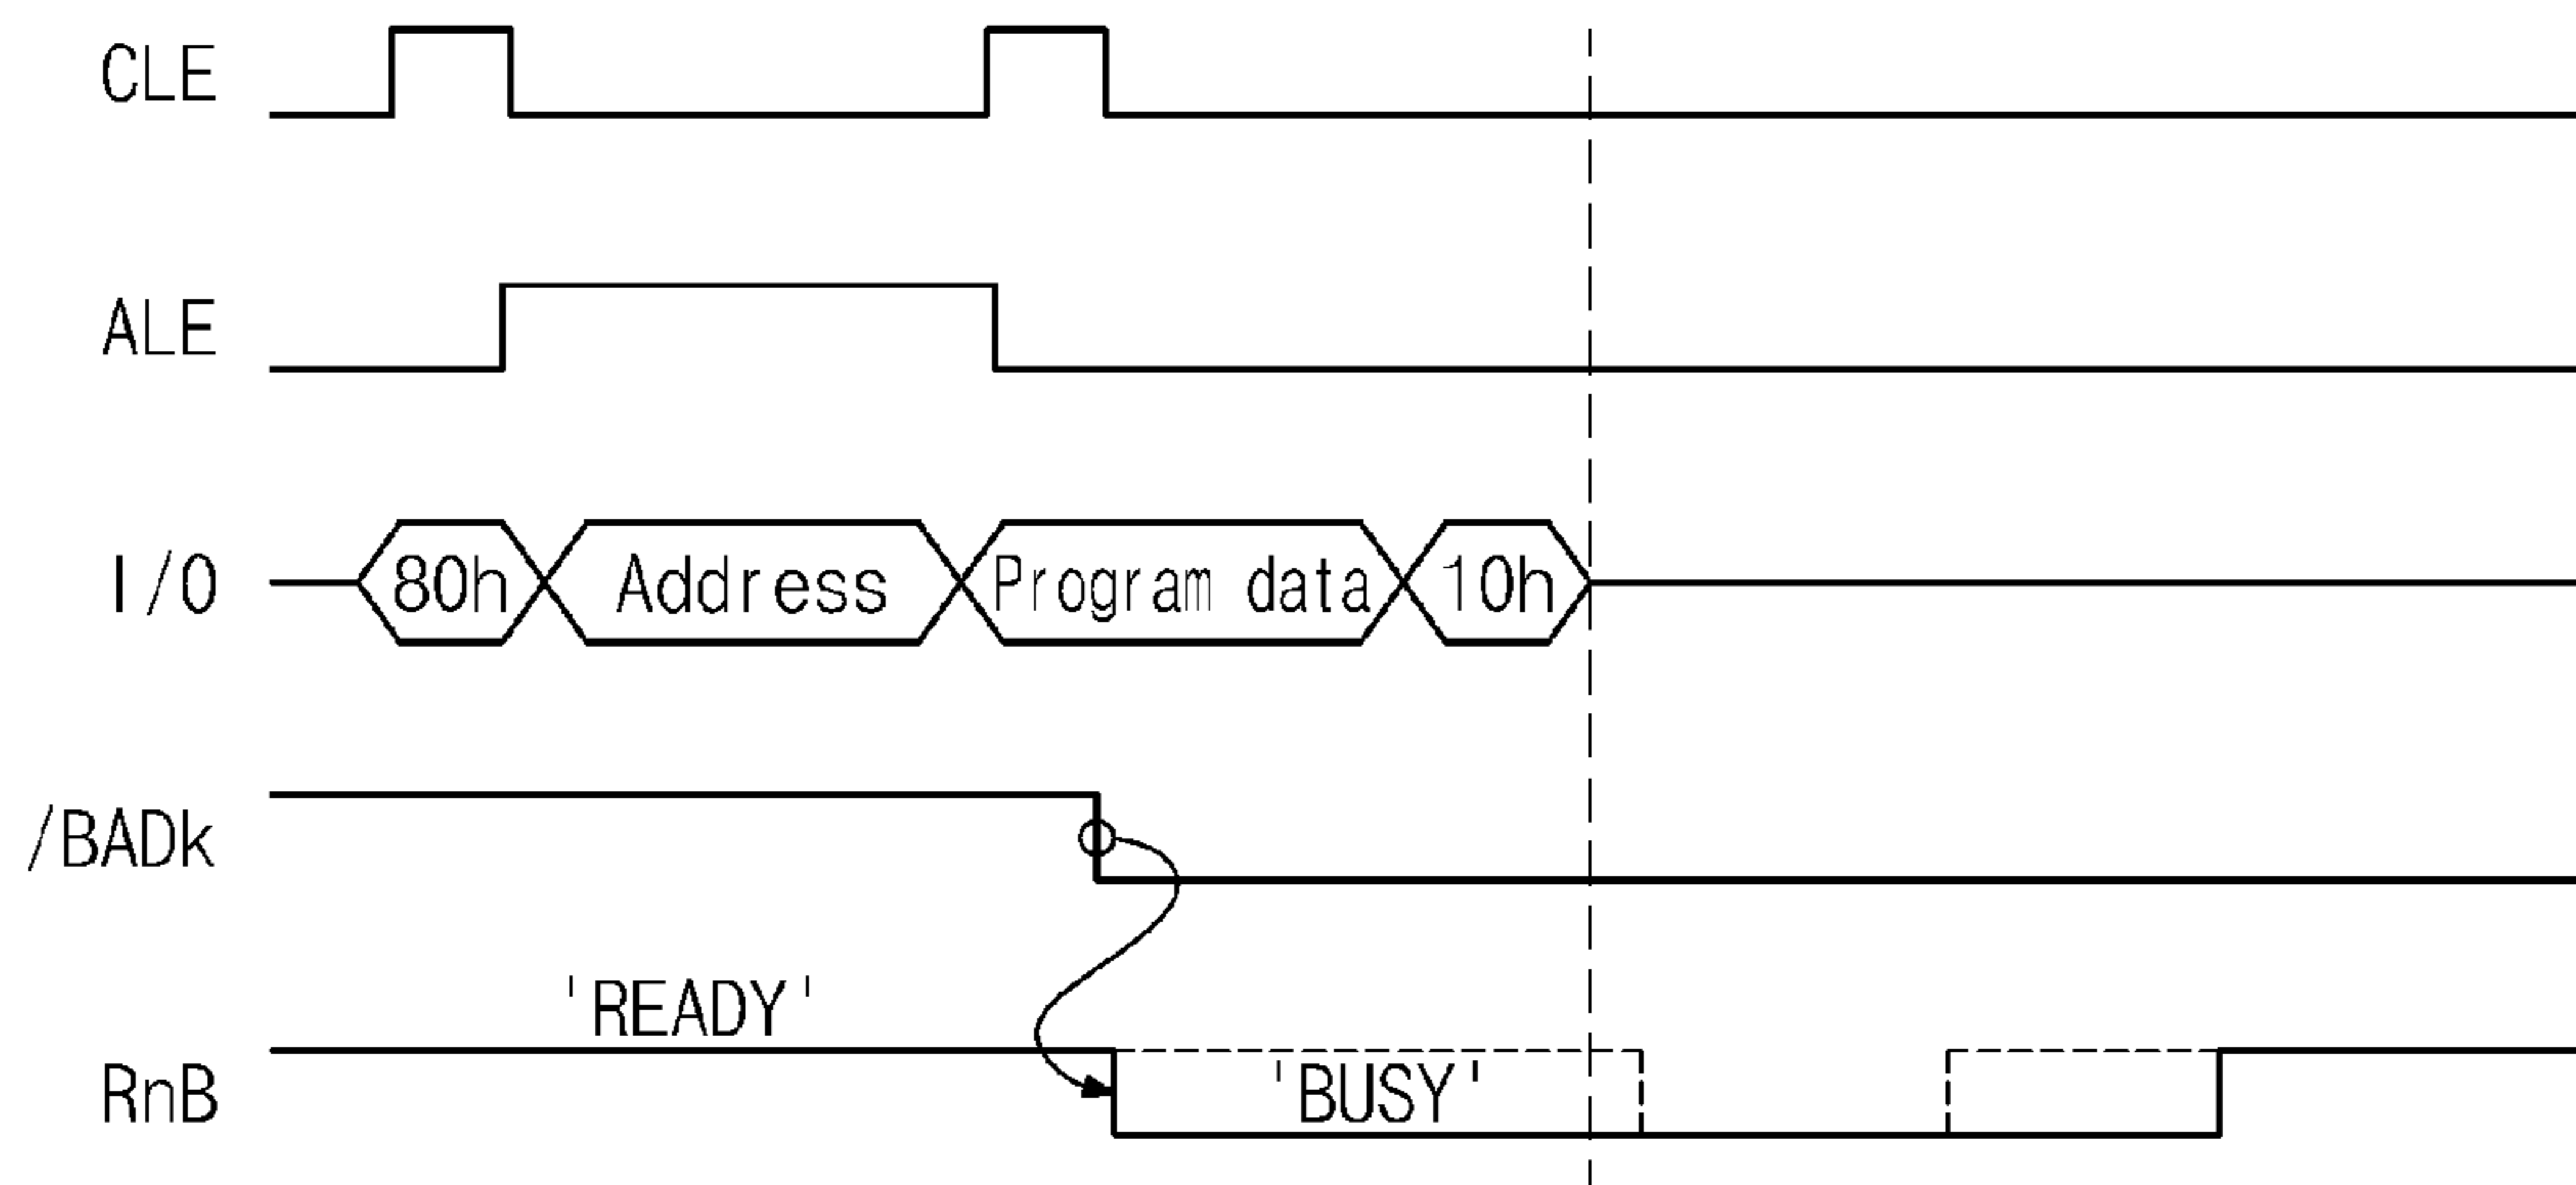 CLE
ALE
I/O 80h Address Program data 10h
/BADk
'READY'
RnB 'BUSY'